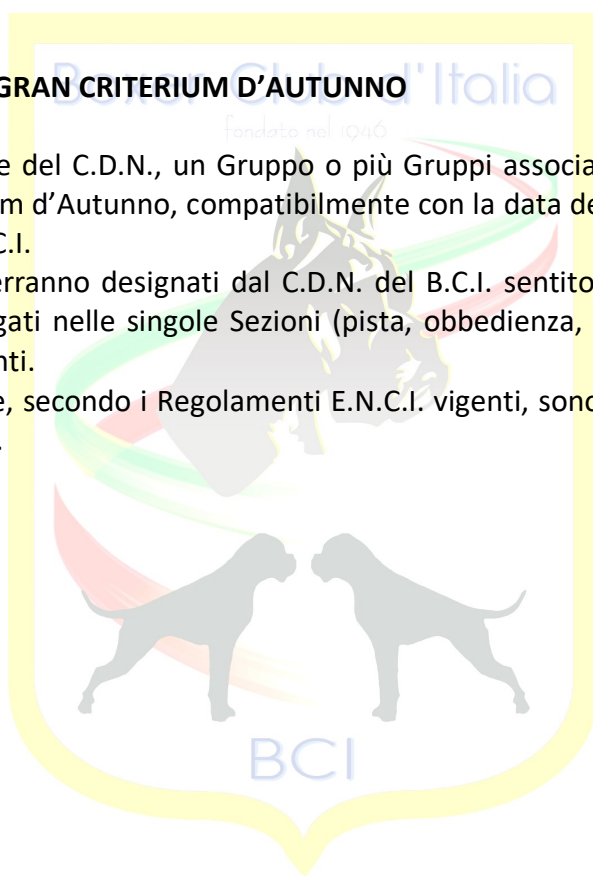 Boxer Club d'Italia
GRAN CRITERIUM D'AUTUNNO
fondato nel 1946
e del C.D.N., un Gruppo o più Gruppi associa
m d'Autunno, compatibilmente con la data de
C.I.
erranno designati dal C.D.N. del B.C.I. sentito
gati nelle singole Sezioni (pista, obbedienza,
nti.
e, secondo i Regolamenti E.N.C.I. vigenti, sono
.
BCI